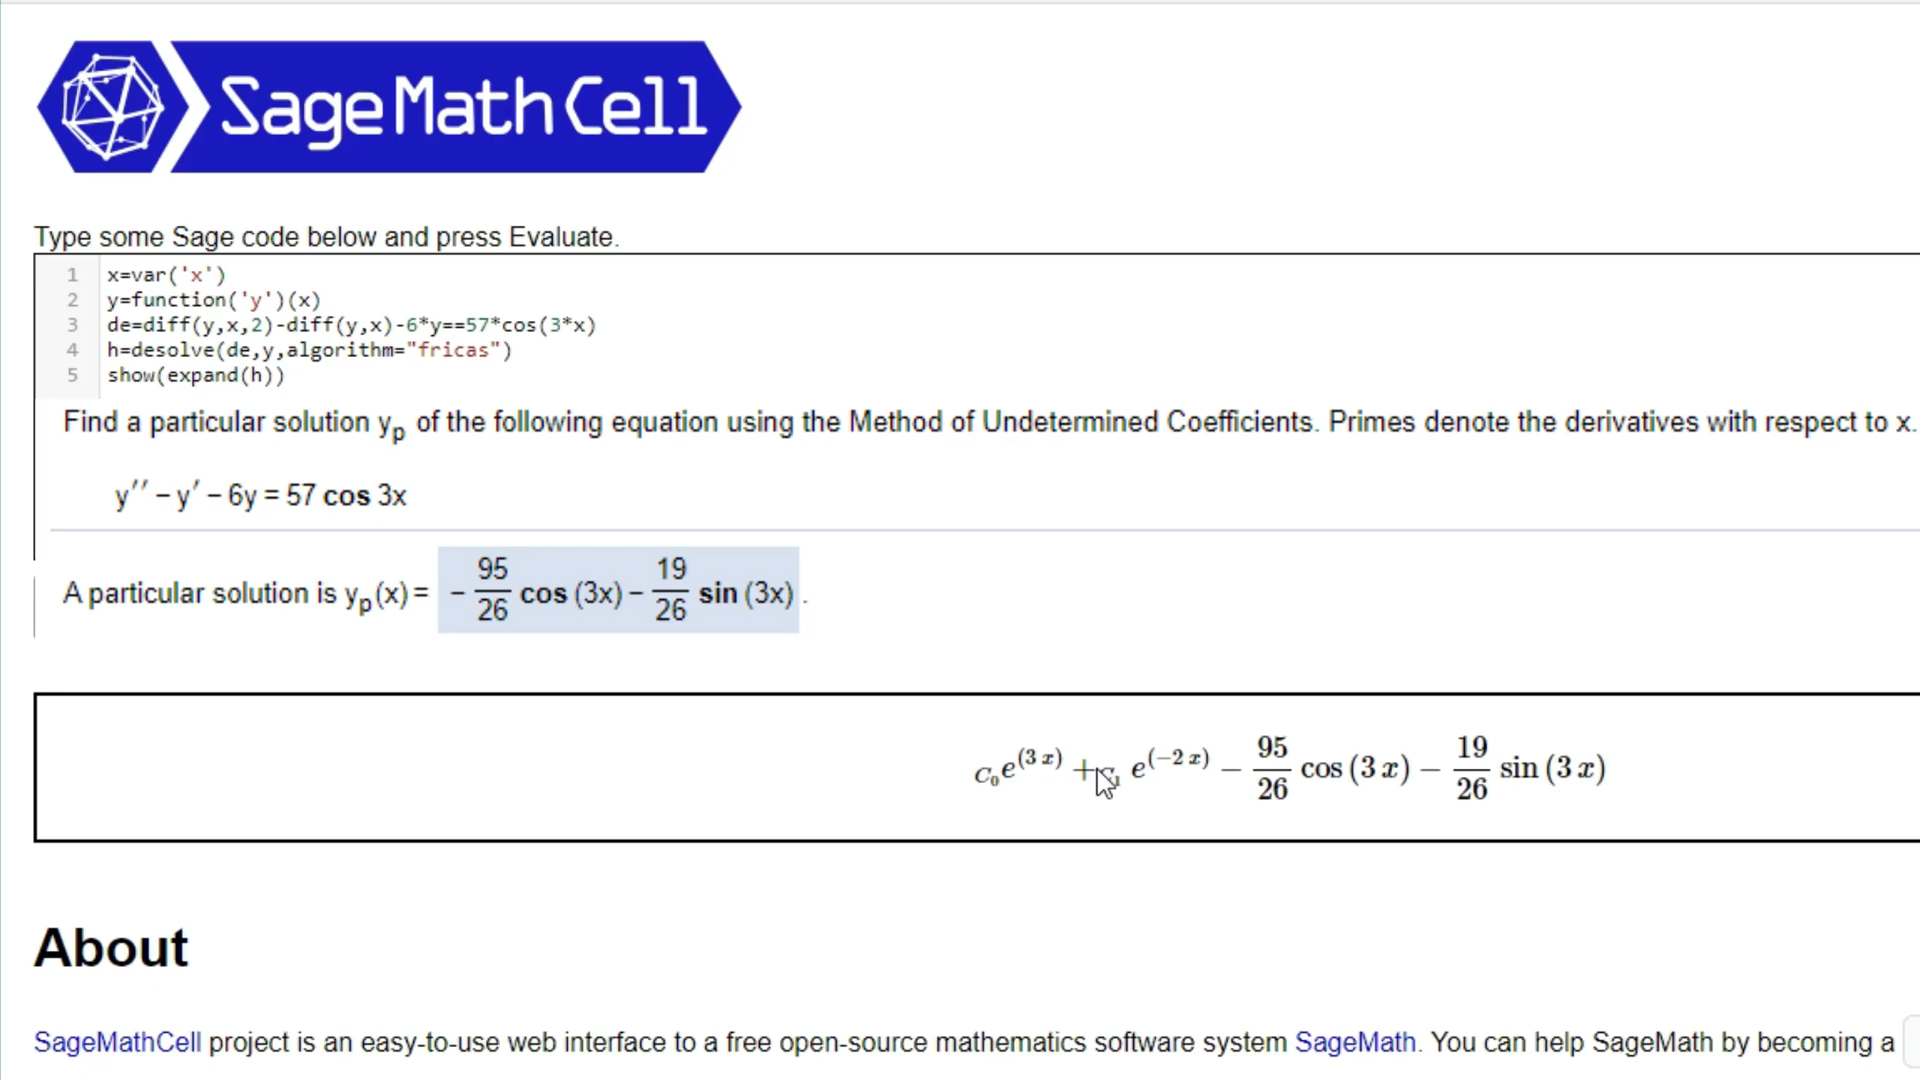 SageMathCell
Type some Sage code below and press Evaluate.
1 x=var('x')
2 y=function('y')(x)
3 de=diff(y,x,2)-diff(y,x)-6*y==57*cos(3*x)
4 h=desolve(de,y,algorithm="fricas")
5 show(expand(h))
Find a particular solution yₚ of the following equation using the Method of Undetermined Coefficients. Primes denote the derivatives with respect to x.
y′′ − y′ − 6y = 57 cos 3x
A particular solution is yₚ(x) = − 95/26 cos (3x) − 19/26 sin (3x) .
c₀e^(3 x) + e^(−2 x) − 95/26 cos (3 x) − 19/26 sin (3 x)
About
SageMathCell project is an easy-to-use web interface to a free open-source mathematics software system SageMath. You can help SageMath by becoming a